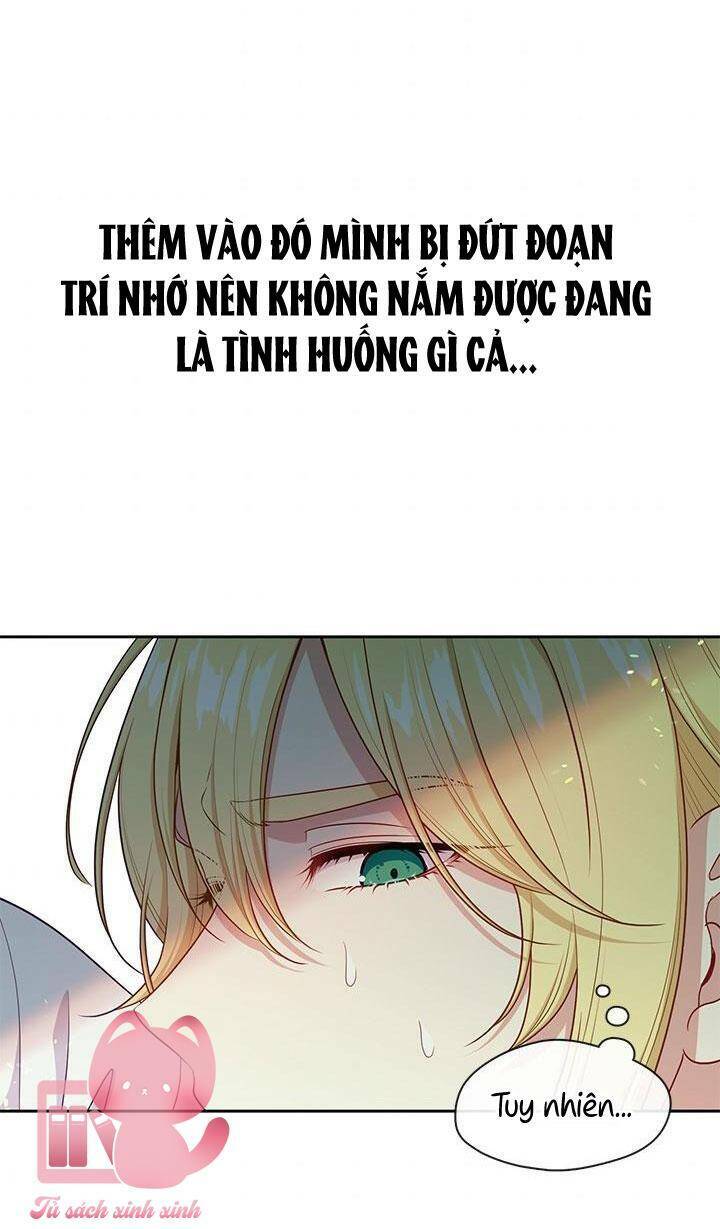 THÊM VÀO ĐÓ MÌNH BỊ ĐỨT ĐOẠN
TRÍ NHỚ NÊN KHÔNG NẮM ĐƯỢC ĐANG
LÀ TÌNH HUỐNG GÌ CẢ...
Tuy nhiên...
Tủ sách xinh xinh